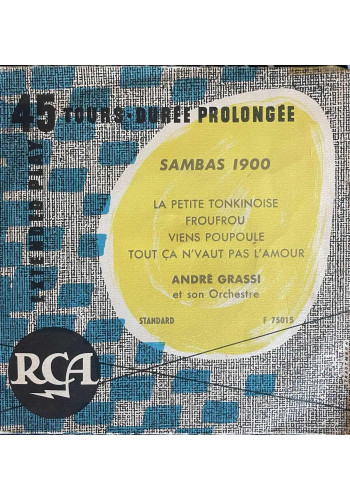 45 TOURS · DURÉE PROLONGÉE
EXTENDED PLAY
SAMBAS 1900
LA PETITE TONKINOISE
FROUFROU
VIENS POUPOULE
TOUT ÇA N'VAUT PAS L'AMOUR
ANDRÉ GRASSI
et son Orchestre
STANDARD F 75015
RCA